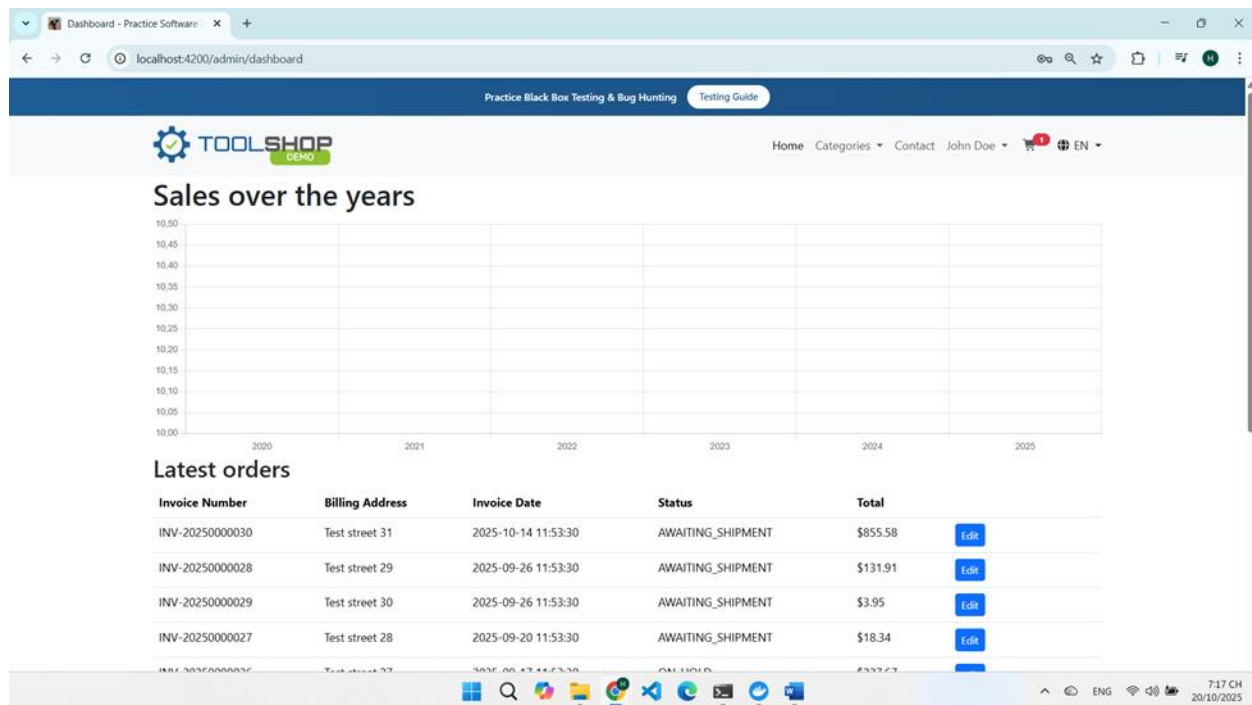 Dashboard - Practice Software
localhost:4200/admin/dashboard
H
Practice Black Box Testing & Bug Hunting Testing Guide
TOOLSHOP
DEMO
Home Categories Contact John Doe 1 EN
Sales over the years
10,50
10,45
10,40
10,35
10,30
10,25
10,20
10,15
10,10
10,05
10,00
2020 2021 2022 2023 2024 2025
Latest orders
Invoice Number Billing Address Invoice Date Status Total
INV-20250000030 Test street 31 2025-10-14 11:53:30 AWAITING_SHIPMENT $855.58 Edit
INV-20250000028 Test street 29 2025-09-26 11:53:30 AWAITING_SHIPMENT $131.91 Edit
INV-20250000029 Test street 30 2025-09-26 11:53:30 AWAITING_SHIPMENT $3.95 Edit
INV-20250000027 Test street 28 2025-09-20 11:53:30 AWAITING_SHIPMENT $18.34 Edit
ENG 7:17 CH
20/10/2025